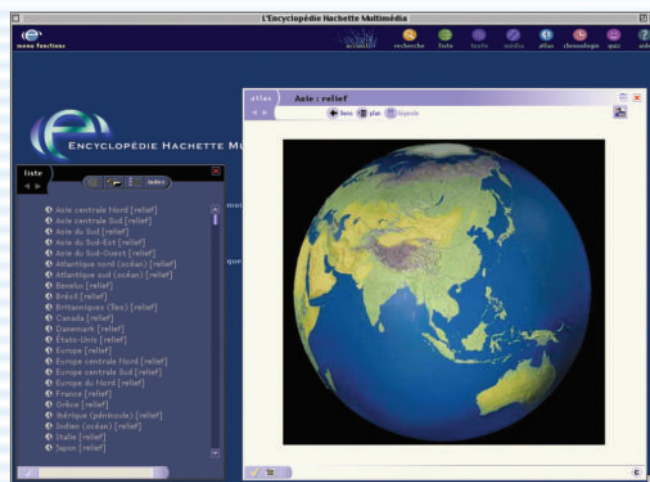 L'Encyclopédie Hachette Multimédia
menu fonctions
recherche
liste
texte
média
atlas
chronologie
quiz
ENCYCLOPÉDIE HACHETTE MU
atlas
Asie : relief
liens
plan
légende
liste
index
Asie centrale Nord [relief]
Asie centrale Sud [relief]
Asie du Sud [relief]
Asie du Sud-Est [relief]
Asie du Sud-Ouest [relief]
Atlantique nord (océan) [relief]
Atlantique sud (océan) [relief]
Benelux [relief]
Brésil [relief]
Britanniques (îles) [relief]
Canada [relief]
Danemark [relief]
États-Unis [relief]
Europe [relief]
Europe centrale Nord [relief]
Europe centrale Sud [relief]
Europe du Nord [relief]
France [relief]
Grèce [relief]
Ibérique (péninsule) [relief]
Indien (océan) [relief]
Italie [relief]
Japon [relief]